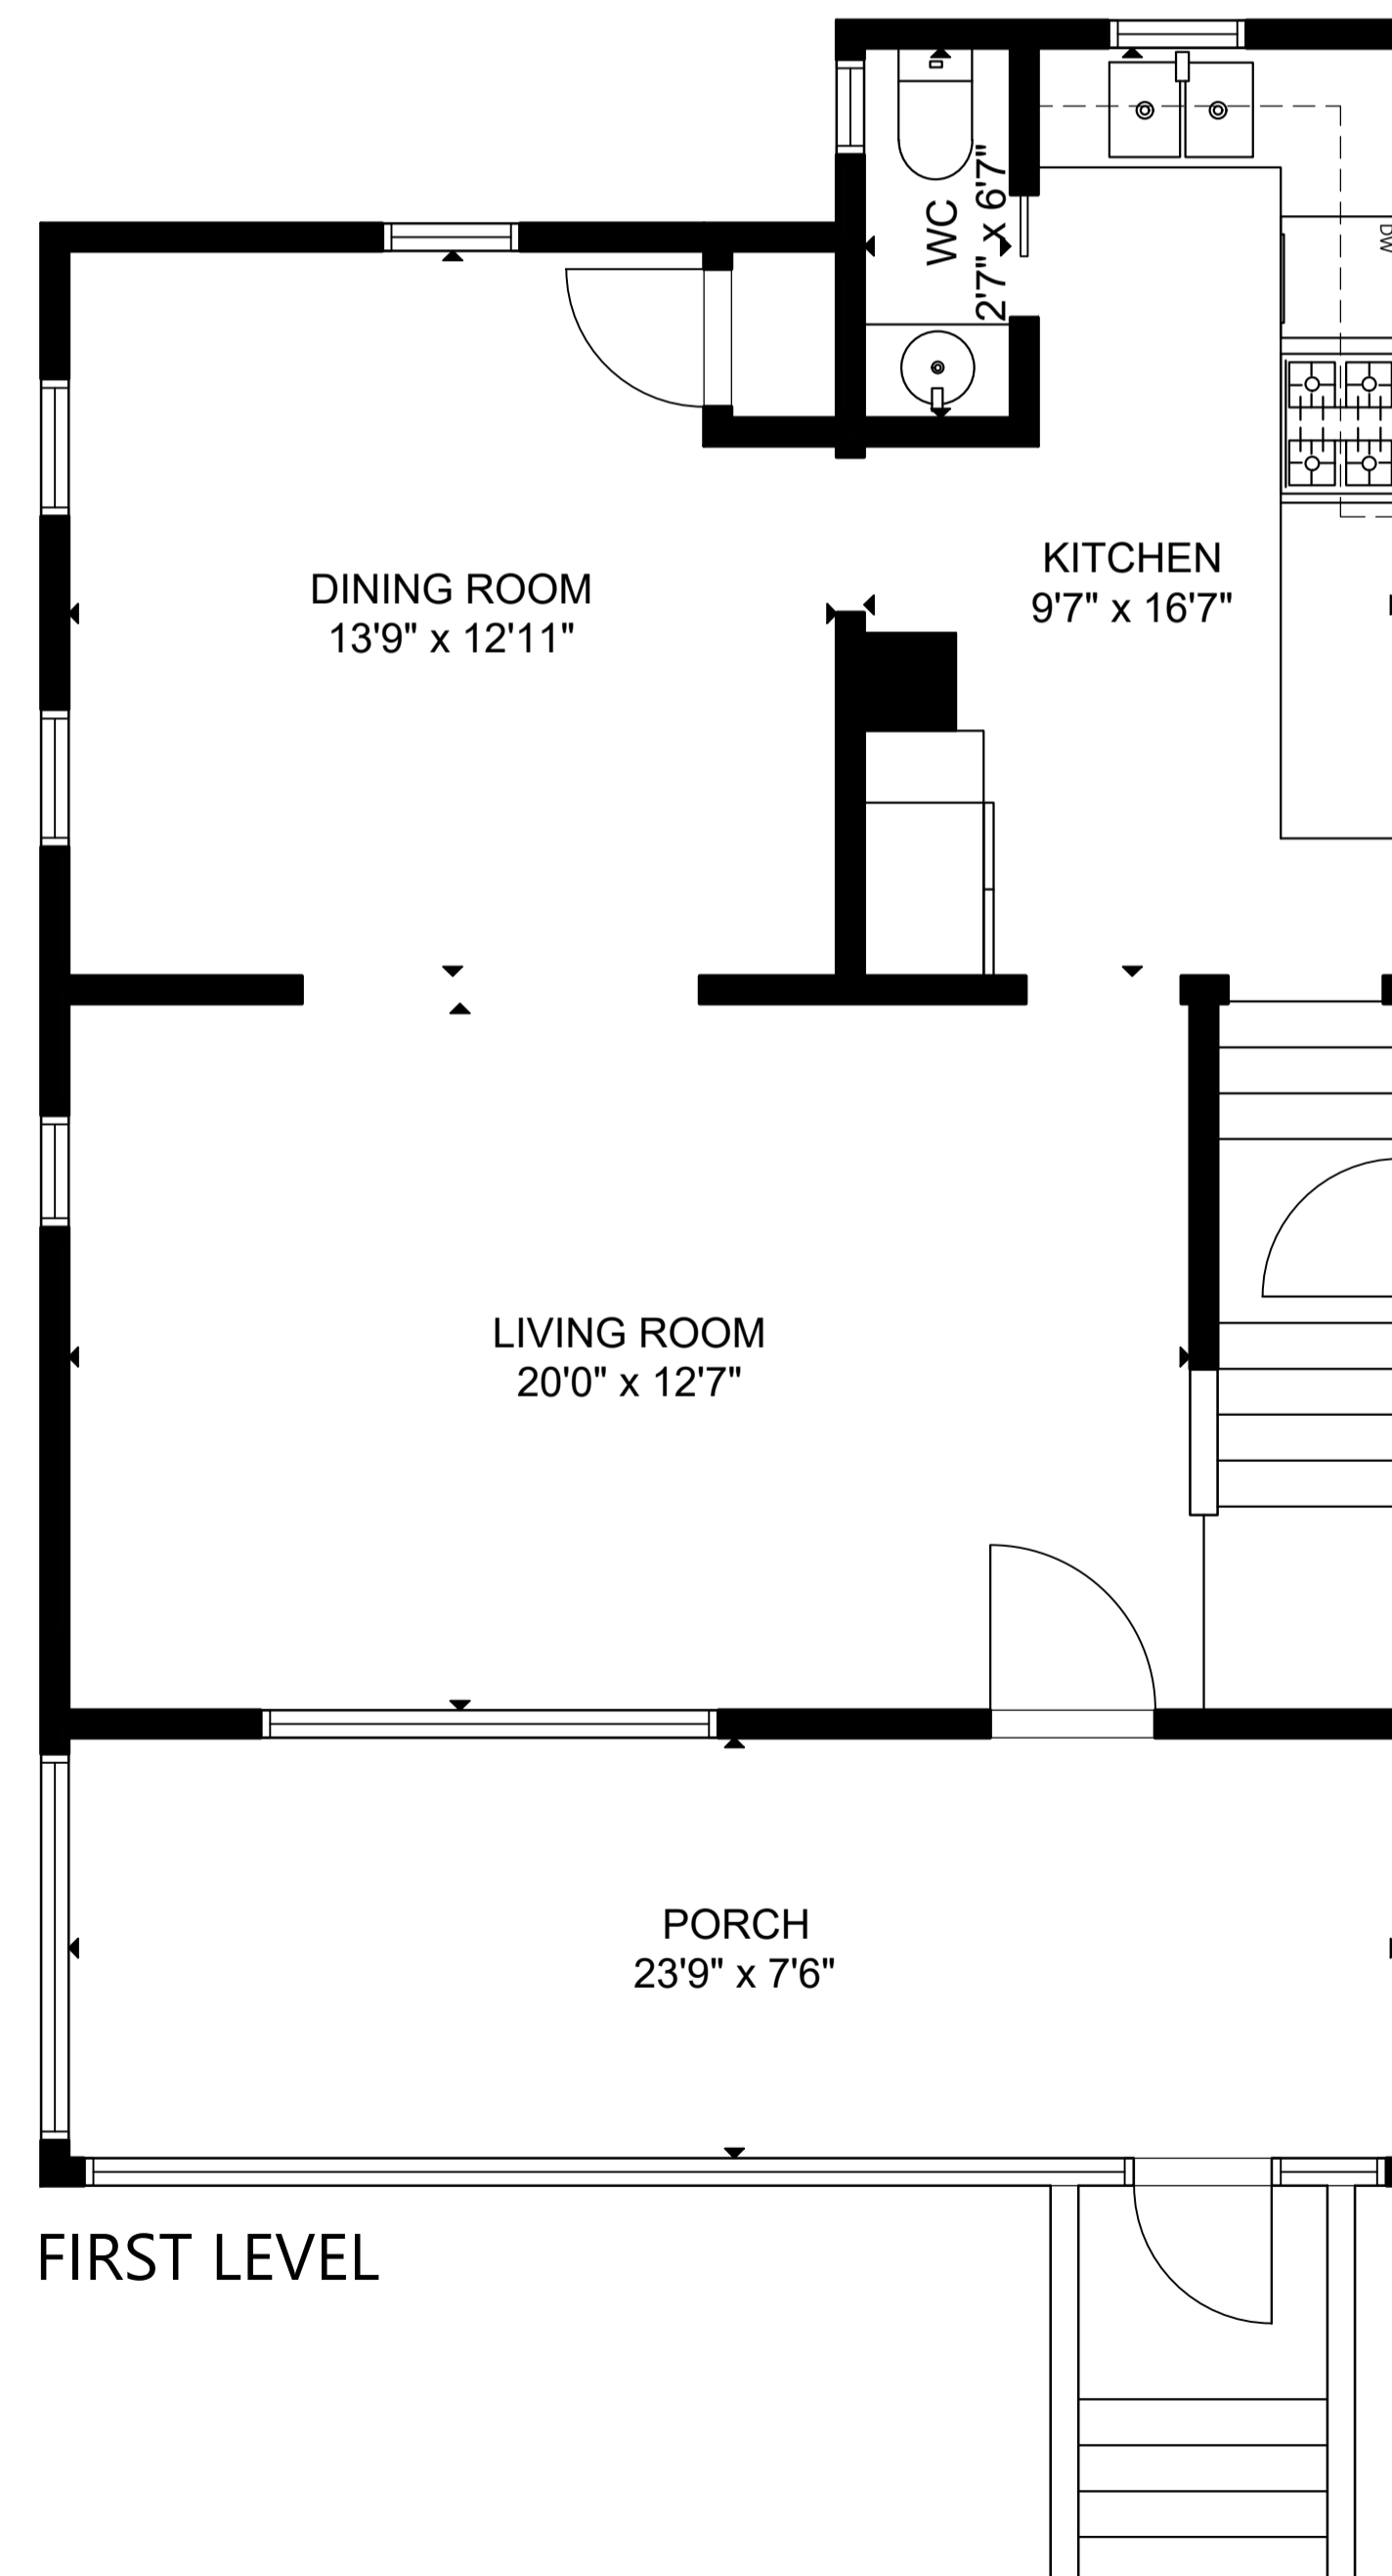 WC
2'7" x 6'7"
DW
KITCHEN
9'7" x 16'7"
DINING ROOM
13'9" x 12'11"
LIVING ROOM
20'0" x 12'7"
PORCH
23'9" x 7'6"
FIRST LEVEL